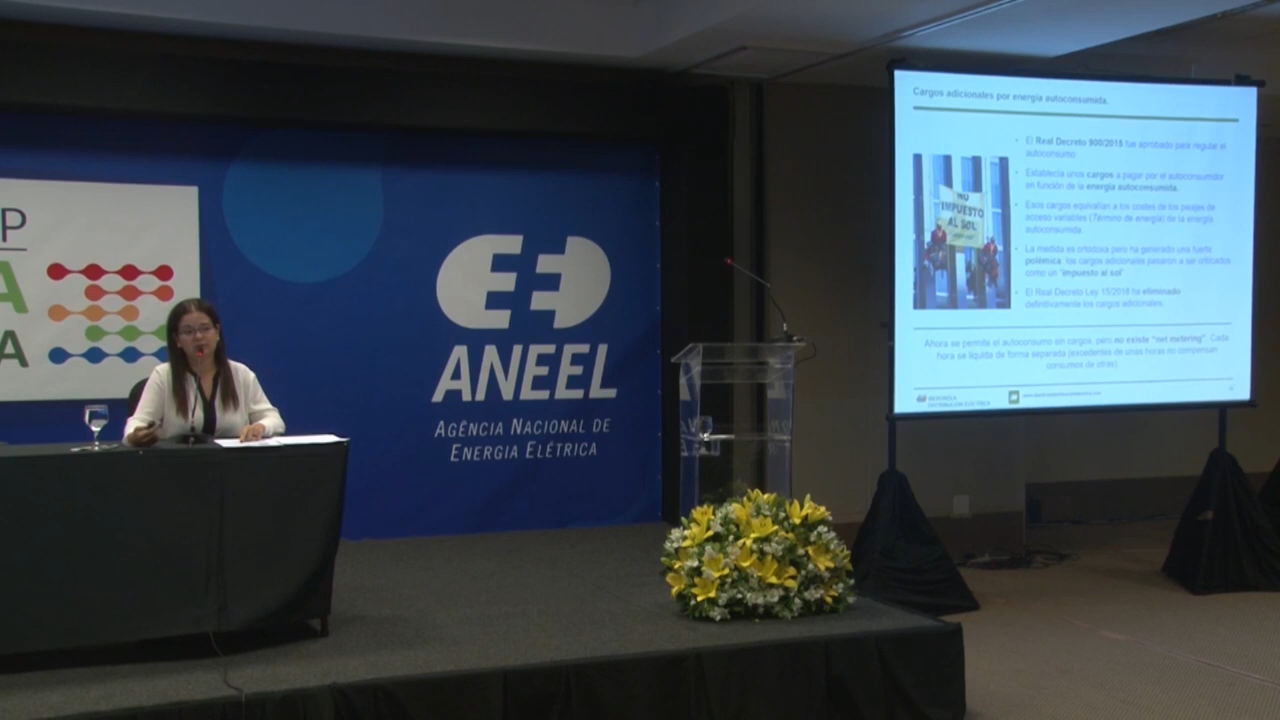 P
A
A
ANEEL
AGÊNCIA NACIONAL DE
ENERGIA ELÉTRICA
Cargos adicionales por energía autoconsumida.
NO
IMPUESTO
AL SOL
• El Real Decreto 900/2015 fue aprobado para regular el
autoconsumo
• Establecía unos cargos a pagar por el autoconsumidor
en función de la energía autoconsumida.
• Esos cargos equivalían a los costes de los peajes de
acceso variables (Término de energía) de la energía
autoconsumida.
• La medida es ortodoxa pero ha generado una fuerte
polémica: los cargos adicionales pasaron a ser criticados
como un "impuesto al sol"
• El Real Decreto Ley 15/2018 ha eliminado
definitivamente los cargos adicionales.
Ahora se permite el autoconsumo sin cargos, pero no existe "net metering". Cada
hora se liquida de forma separada (excedentes de unas horas no compensan
consumos de otras)
IBERDROLA
DISTRIBUCIÓN ELÉCTRICA